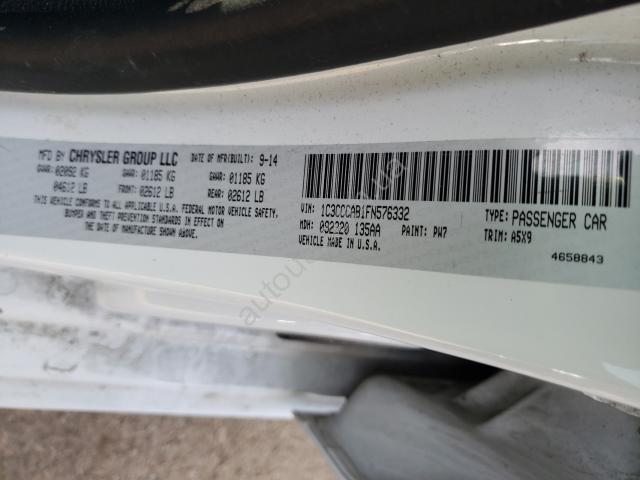 MFD BY CHRYSLER GROUP LLC DATE OF MFR(BUILT): 9-14
GVWR: 02092 KG GAWR: 01185 KG GAWR: 01185 KG
04612 LB FRONT: 02612 LB REAR: 02612 LB
THIS VEHICLE CONFORMS TO ALL APPLICABLE U.S.A. FEDERAL MOTOR VEHICLE SAFETY,
BUMPER AND THEFT PREVENTION STANDARDS IN EFFECT ON
THE DATE OF MANUFACTURE SHOWN ABOVE.
VIN: 1C3CCCAB1FN576332 TYPE: PASSENGER CAR
MDH: 092320 135AA PAINT: PW7 TRIM: A5X9
VEHICLE MADE IN U.S.A.
4658843